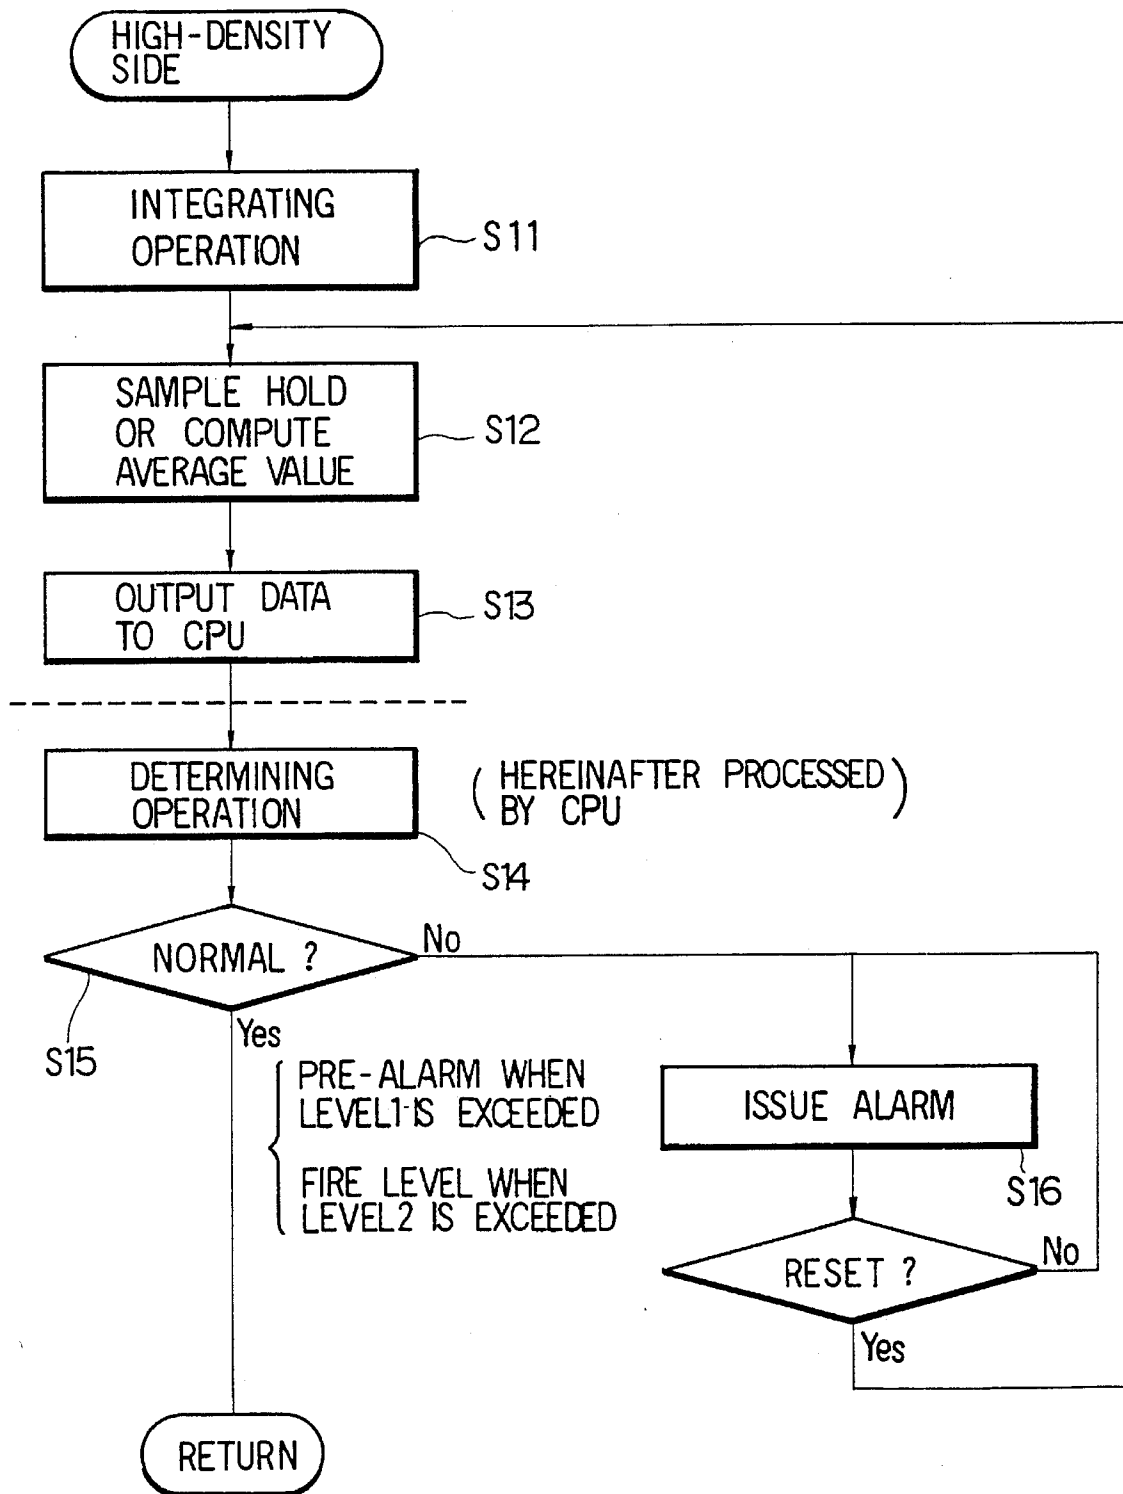 HIGH-DENSITY
SIDE
INTEGRATING
OPERATION
S11
SAMPLE HOLD
OR COMPUTE
AVERAGE VALUE
S12
OUTPUT DATA
TO CPU
S13
DETERMINING
OPERATION
(HEREINAFTER PROCESSED
BY CPU)
S14
NORMAL ?
No
S15
Yes
PRE-ALARM WHEN
LEVEL1 IS EXCEEDED
FIRE LEVEL WHEN
LEVEL2 IS EXCEEDED
ISSUE ALARM
S16
RESET ?
No
Yes
RETURN